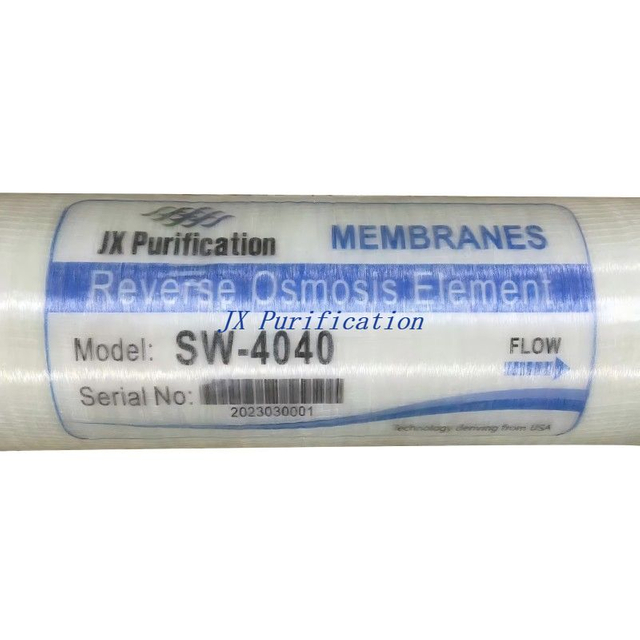 JX Purification
MEMBRANES
Reverse Osmosis Element
JX Purification
Model: SW-4040
FLOW
Serial No:
2023030001
Technology deriving from USA